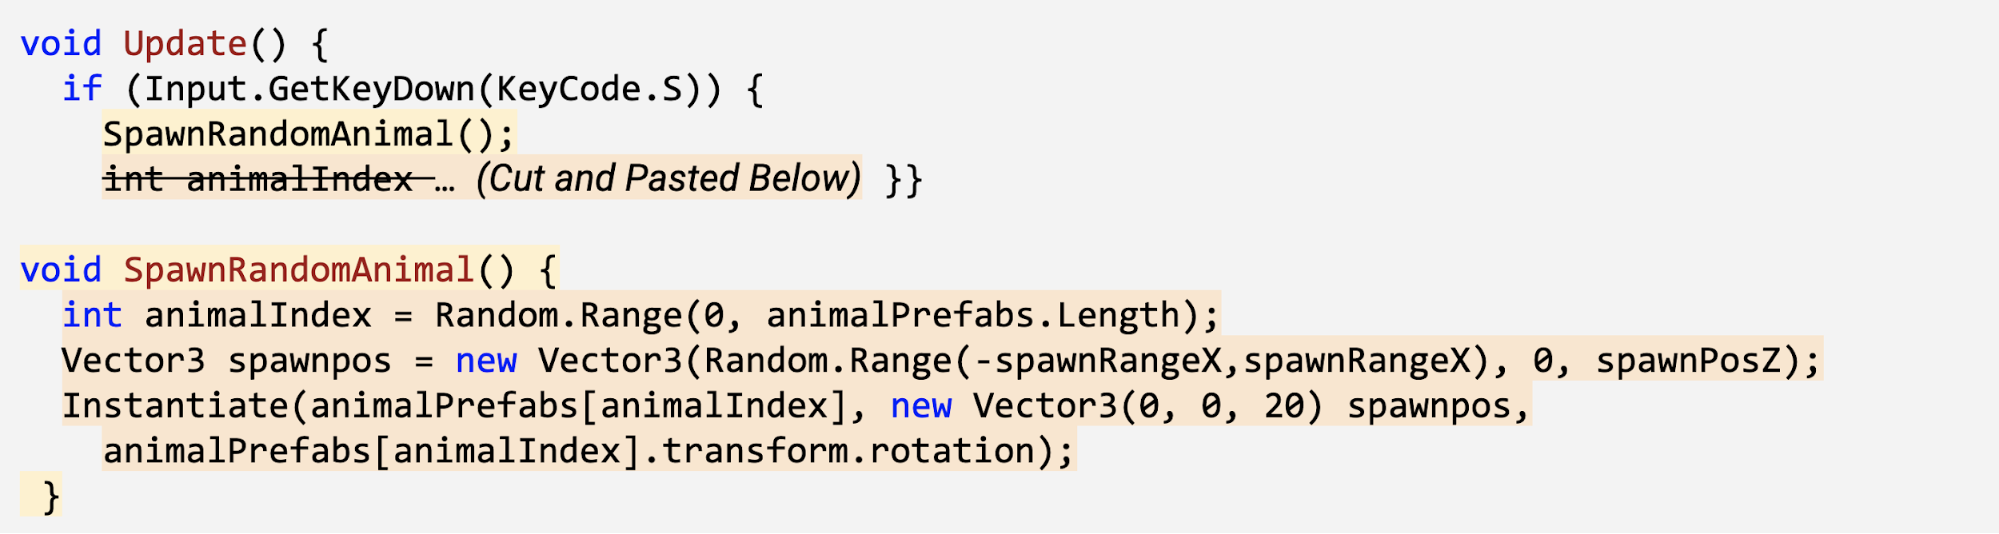 void Update() {
if (Input.GetKeyDown(KeyCode.S)) {
SpawnRandomAnimal();
int animalIndex … (Cut and Pasted Below) }}
void SpawnRandomAnimal() {
int animalIndex = Random.Range(0, animalPrefabs.Length);
Vector3 spawnpos = new Vector3(Random.Range(-spawnRangeX,spawnRangeX), 0, spawnPosZ);
Instantiate(animalPrefabs[animalIndex], new Vector3(0, 0, 20) spawnpos,
animalPrefabs[animalIndex].transform.rotation);
}